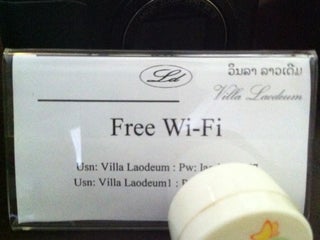 Ld
ວິນລາ ລາວເດີມ
Villa Laodeum
Free Wi-Fi
Usn: Villa Laodeum : Pw:
Usn: Villa Laodeum1 :